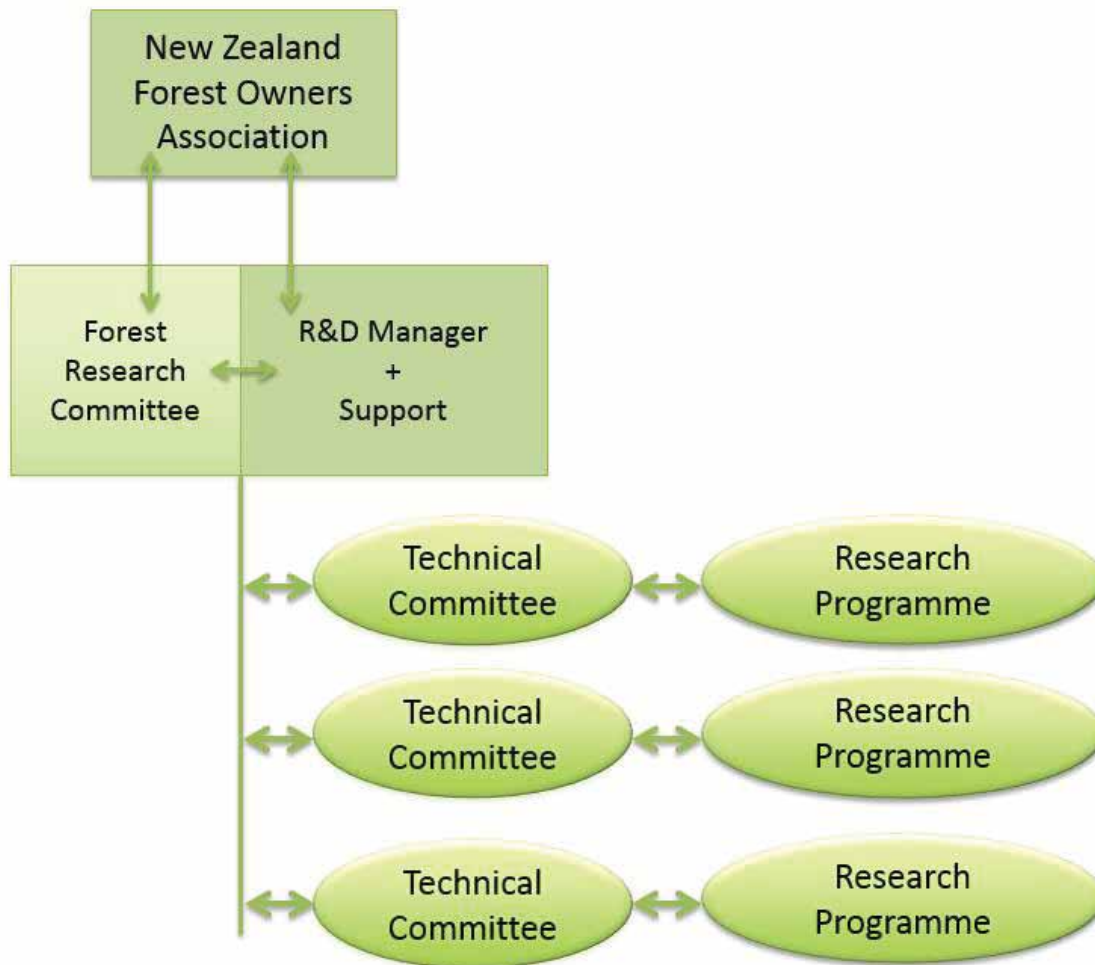 New Zealand
Forest Owners
Association
Forest
Research
Committee
R&D Manager
+
Support
Technical
Committee
Research
Programme
Technical
Committee
Research
Programme
Technical
Committee
Research
Programme